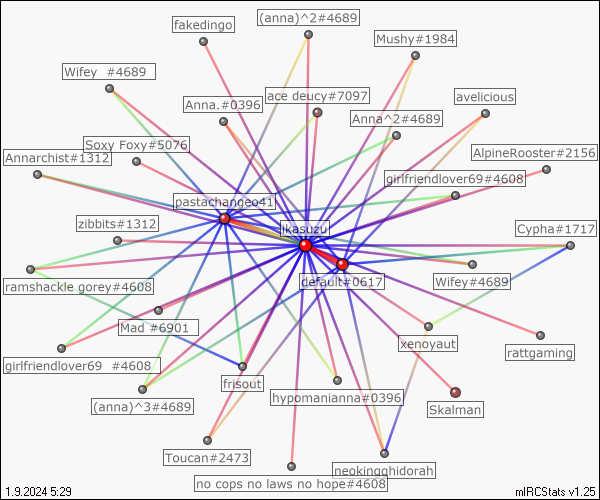 (anna)^2#4689
fakedingo
Mushy#1984
Wifey  #4689
ace deucy#7097
avelicious
Anna.#0396
Anna^2#4689
Soxy Foxy#5076
AlpineRooster#2156
Annarchist#1312
girlfriendlover69#4608
pastachangeo41
zibbits#1312
ikasuzu
Cypha#1717
default#0617
Wifey#4689
ramshackle.gorey#4608
Mad #6901
xenoyaut
rattgaming
girlfriendlover69  #4608
frisout
hypomanianna#0396
(anna)^3#4689
Skalman
Toucan#2473
neokingghidorah
no cops no laws no hope#4608
1.9.2024 5:29
mIRCStats v1.25